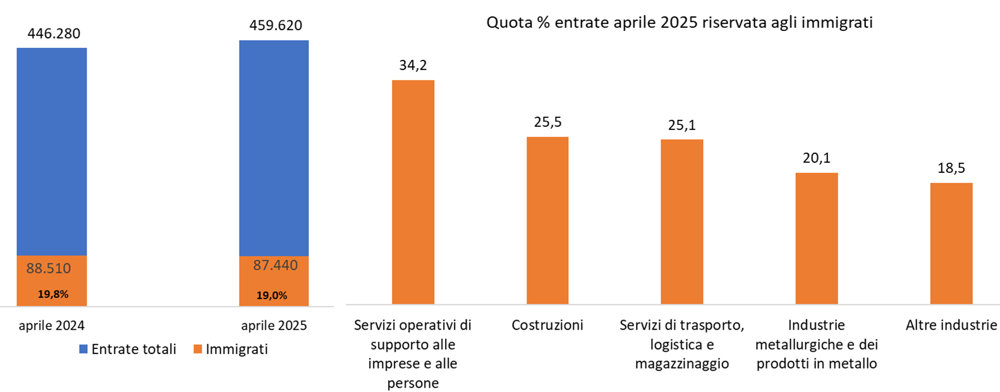 446.280
459.620
88.510
19,8%
87.440
19,0%
aprile 2024
aprile 2025
Entrate totali
Immigrati
Quota % entrate aprile 2025 riservata agli immigrati
34,2
25,5
25,1
20,1
18,5
Servizi operativi di
supporto alle
imprese e alle
persone
Costruzioni
Servizi di trasporto,
logistica e
magazzinaggio
Industrie
metallurgiche e dei
prodotti in metallo
Altre industrie